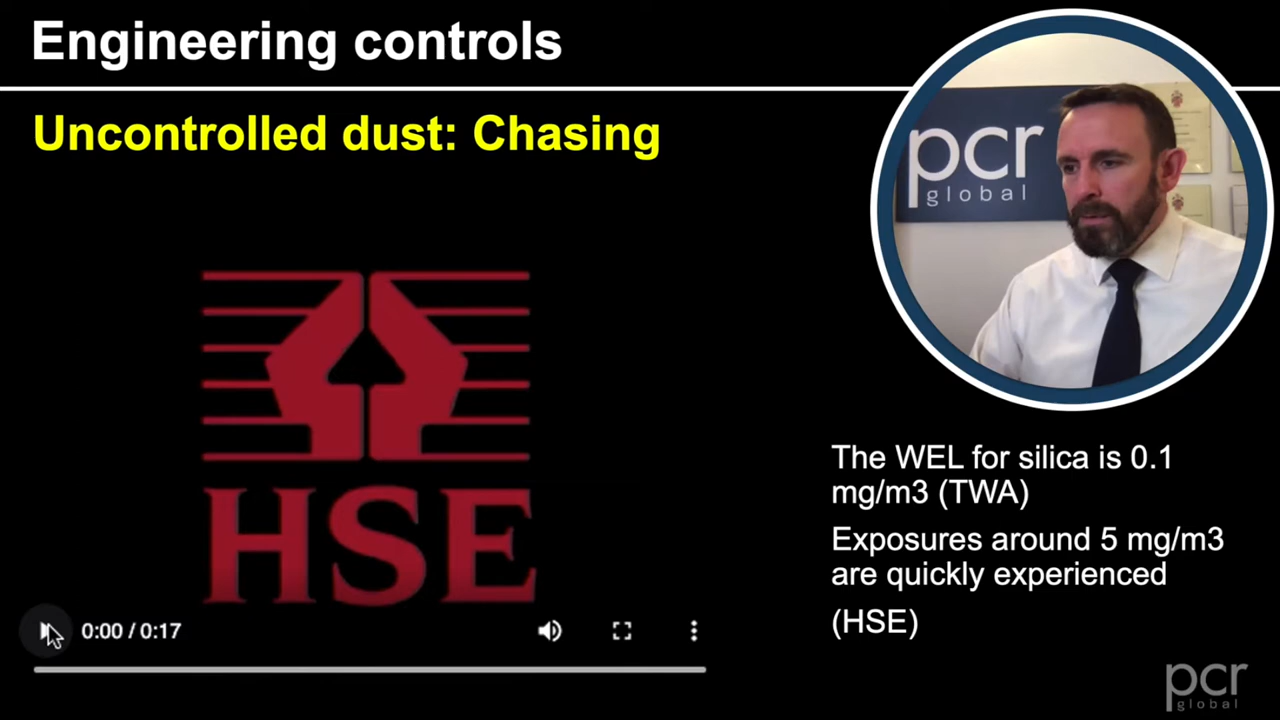 Engineering controls
Uncontrolled dust: Chasing
pcr
global
HSE
The WEL for silica is 0.1
mg/m3 (TWA)
Exposures around 5 mg/m3
are quickly experienced
(HSE)
0:00 / 0:17
pcr
global